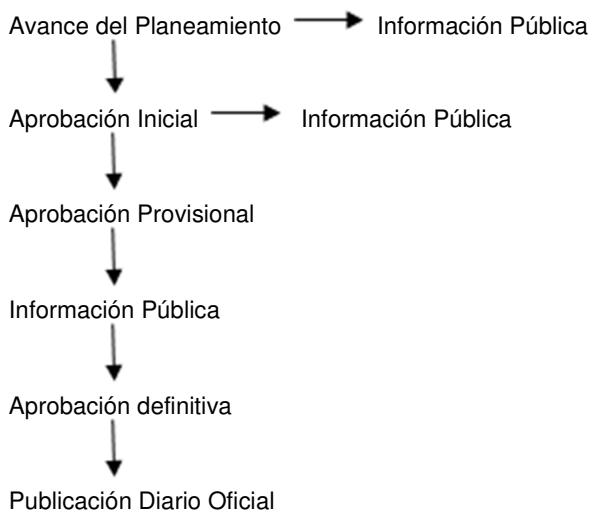 Avance del Planeamiento Información Pública
Aprobación Inicial Información Pública
Aprobación Provisional
Información Pública
Aprobación definitiva
Publicación Diario Oficial